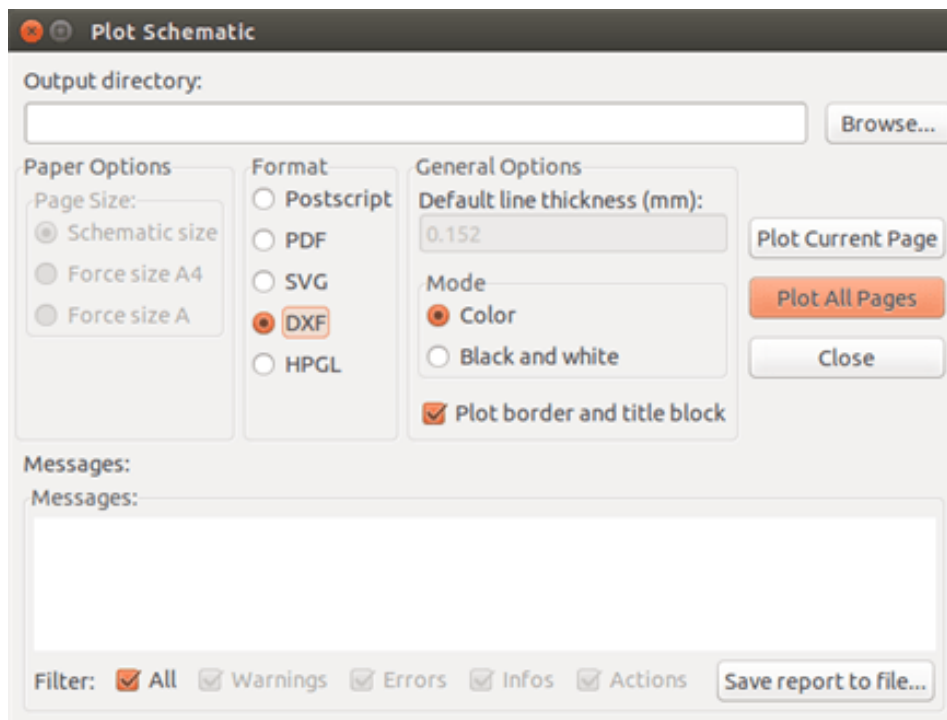 Plot Schematic
Output directory:
Browse...
Paper Options
Page Size:
Schematic size
Force size A4
Force size A
Format
Postscript
PDF
SVG
DXF
HPGL
General Options
Default line thickness (mm):
0.152
Mode
Color
Black and white
Plot border and title block
Plot Current Page
Plot All Pages
Close
Messages:
Messages:
Filter: All Warnings Errors Infos Actions Save report to file...